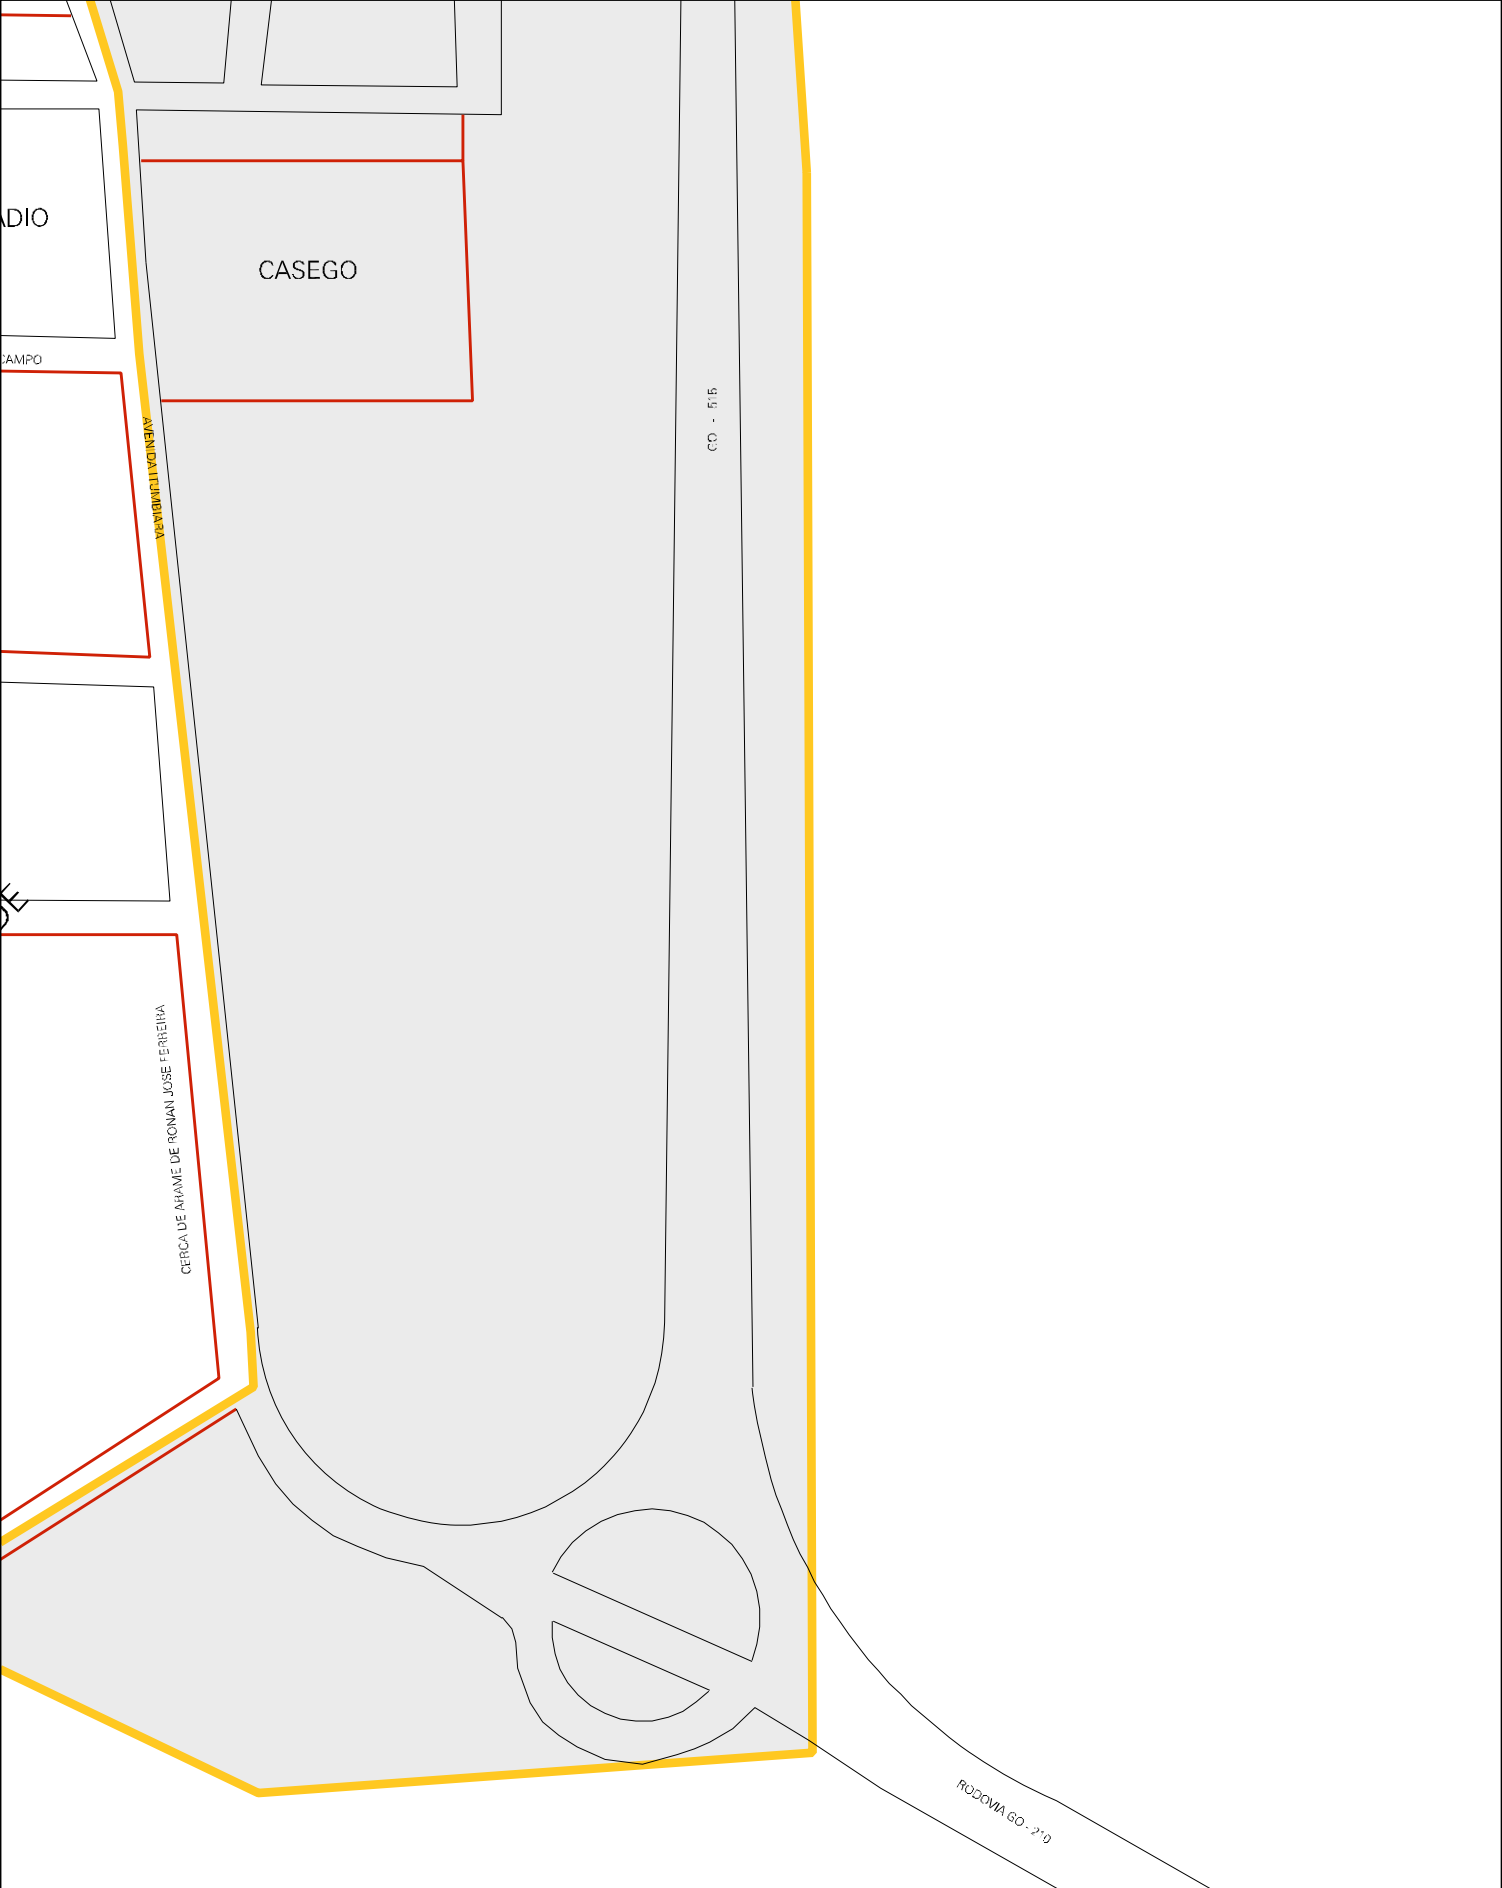 ADIO
CASEGO
CAMPO
GO - 515
AVENIDA ITUMBIARA
CERCA DE ARAME DE RONAN JOSE FERREIRA
RODOVIA GO - 210